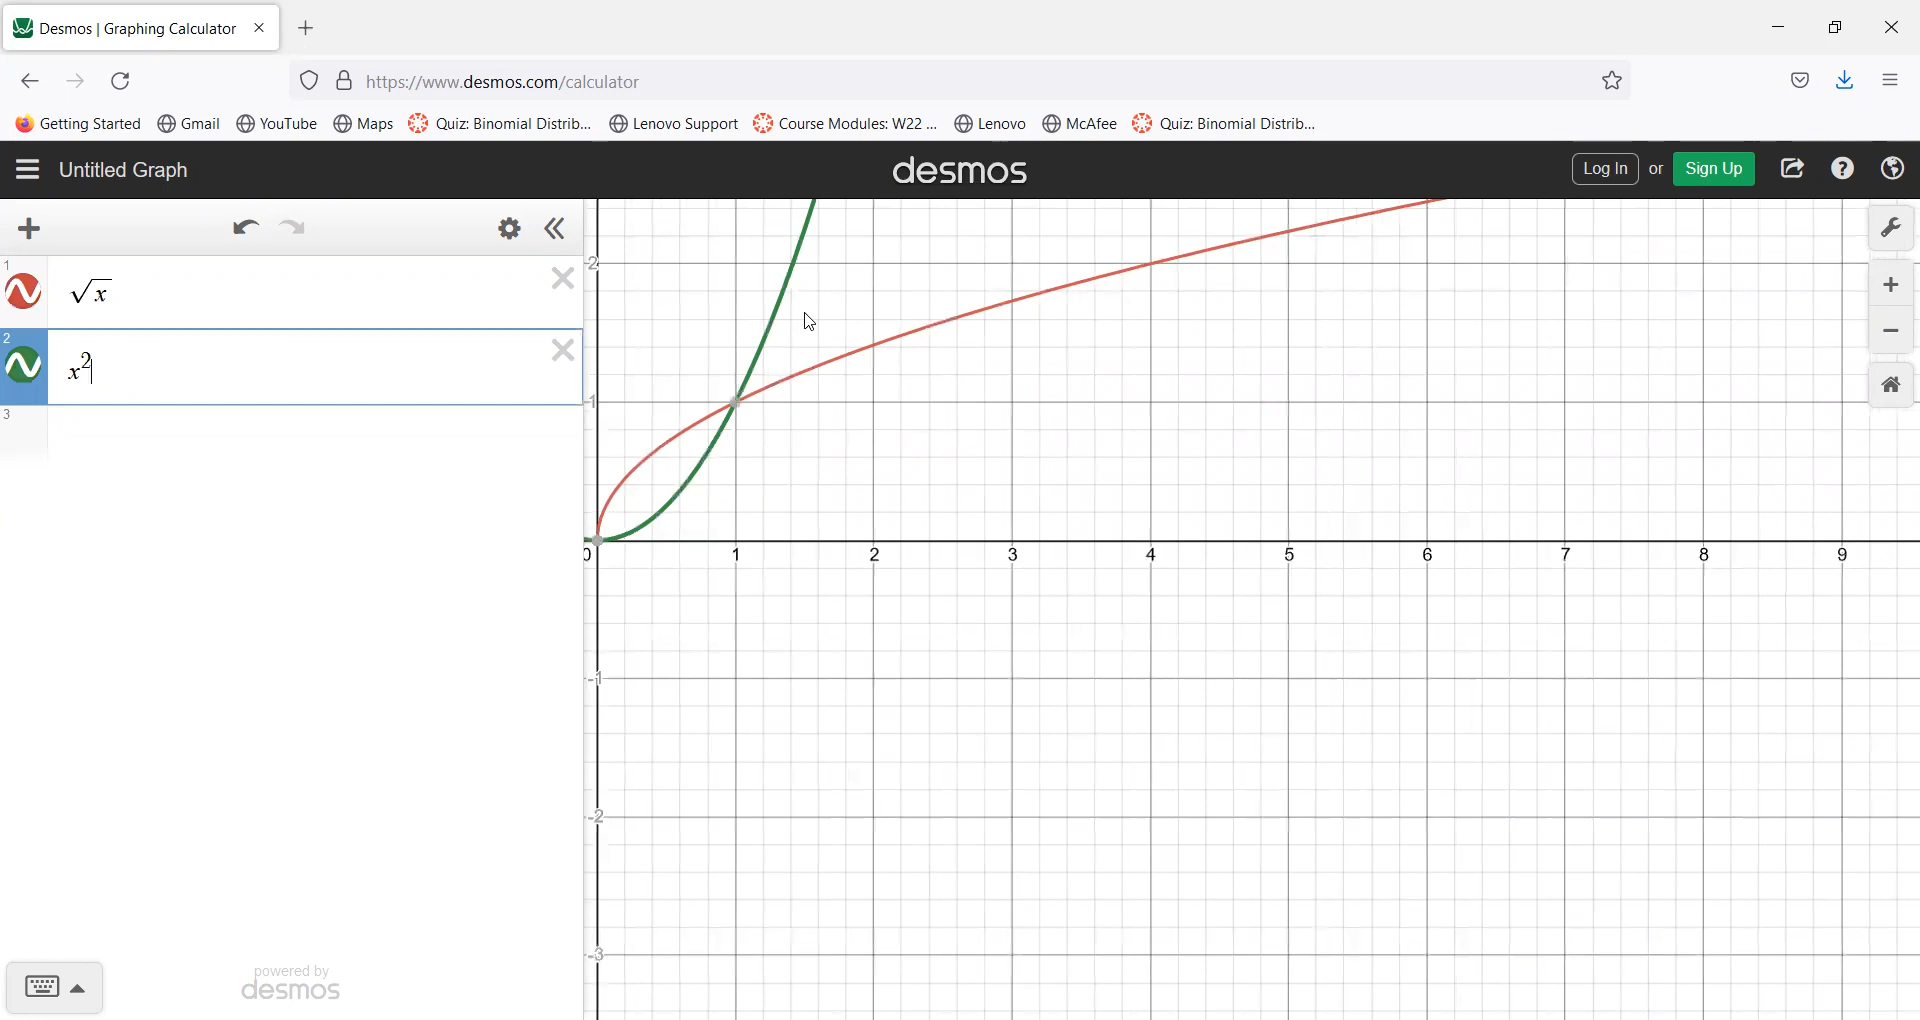 Desmos | Graphing Calculator
https://www.desmos.com/calculator
Getting Started Gmail YouTube Maps Quiz: Binomial Distrib... Lenovo Support Course Modules: W22 ... Lenovo McAfee Quiz: Binomial Distrib...
Untitled Graph desmos Log In or Sign Up ?
1
√x
2
x²
3
2
1
0 1 2 3 4 5 6 7 8 9
-1
-2
-3
powered by
desmos